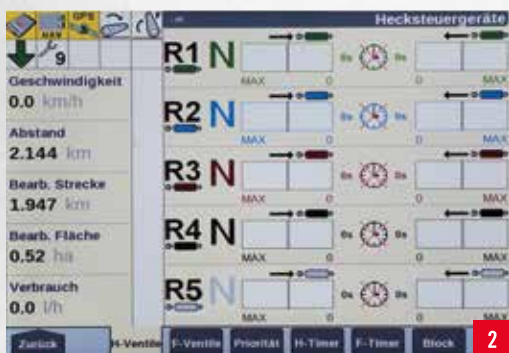 GPS
NAV
Hecksteuergeräte
9
Geschwindigkeit
0.0 km/h
Abstand
2.144 km
Bearb. Strecke
1.947 km
Bearb. Fläche
0.52 ha
Verbrauch
0.0 l/h
R1 N MAX 0 0s 0s 0 MAX
R2 N MAX 0 0s 0s 0 MAX
R3 N MAX 0 0s 0s 0 MAX
R4 N MAX 0 0s 0s 0 MAX
R5 N MAX 0 0s 0s 0 MAX
Zurück H-Ventile F-Ventile Priorität H-Timer F-Timer Block
2